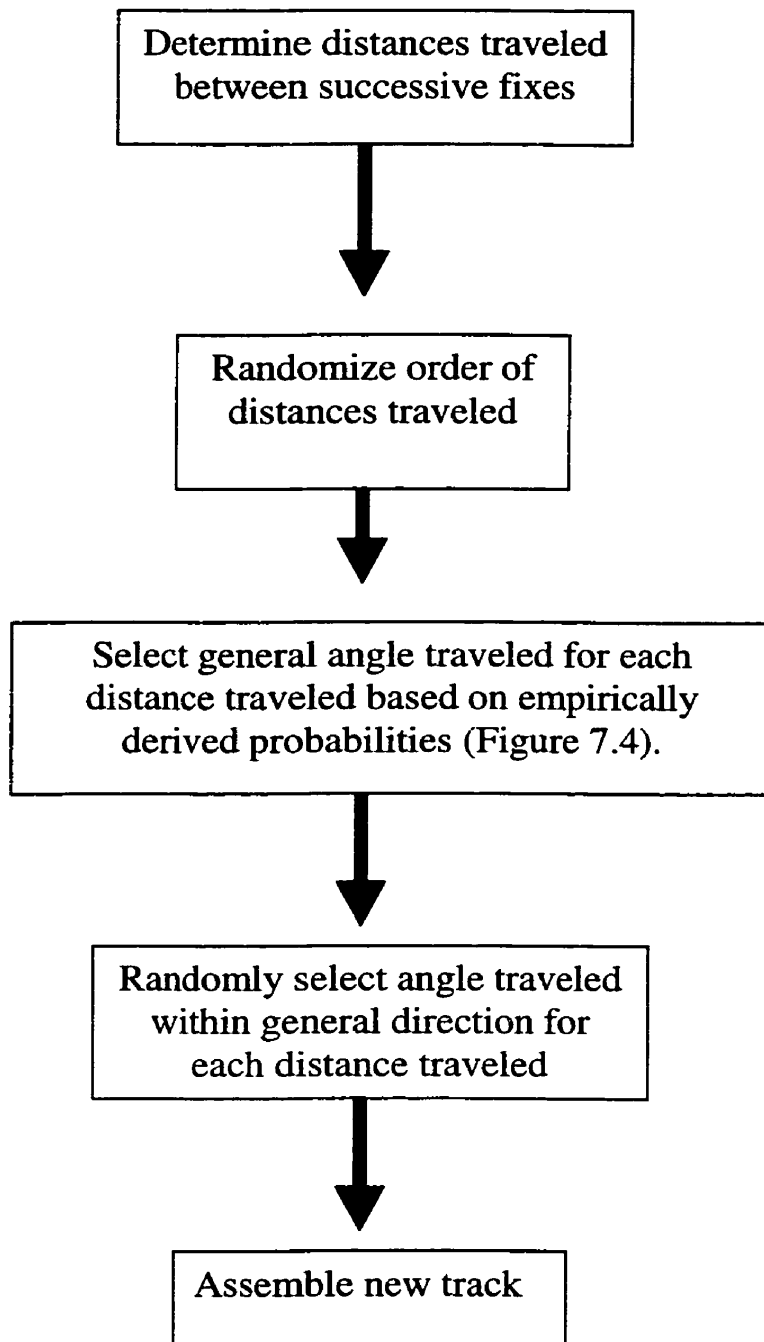 Determine distances traveled
between successive fixes
Randomize order of
distances traveled
Select general angle traveled for each
distance traveled based on empirically
derived probabilities (Figure 7.4).
Randomly select angle traveled
within general direction for
each distance traveled
Assemble new track